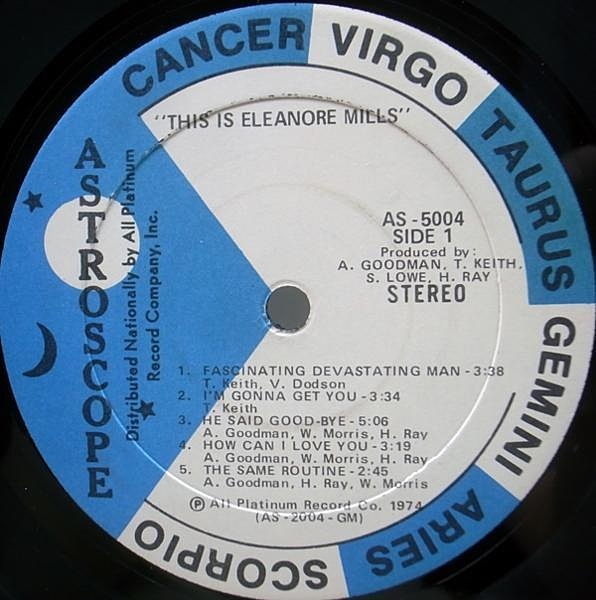 CANCER
VIRGO
TAURUS
GEMINI
ARIES
SCORPIO
"THIS IS ELEANORE MILLS"
ASTROSCOPE
Distributed Nationally by All Platinum
Record Company, Inc.
AS-5004
SIDE 1
Produced by:
A. GOODMAN, T. KEITH,
S. LOWE, H. RAY
STEREO
1. FASCINATING DEVASTATING MAN - 3:38
T. Keith, V. Dodson
2. I'M GONNA GET YOU - 3:34
T. Keith
3. HE SAID GOOD-BYE - 5:06
A. Goodman, W. Morris, H. Ray
4. HOW CAN I LOVE YOU - 3:19
A. Goodman, W. Morris, H. Ray
5. THE SAME ROUTINE - 2:45
A. Goodman, H. Ray, W. Morris
Ⓟ All Platinum Record Co. 1974
(AS-2004-GM)